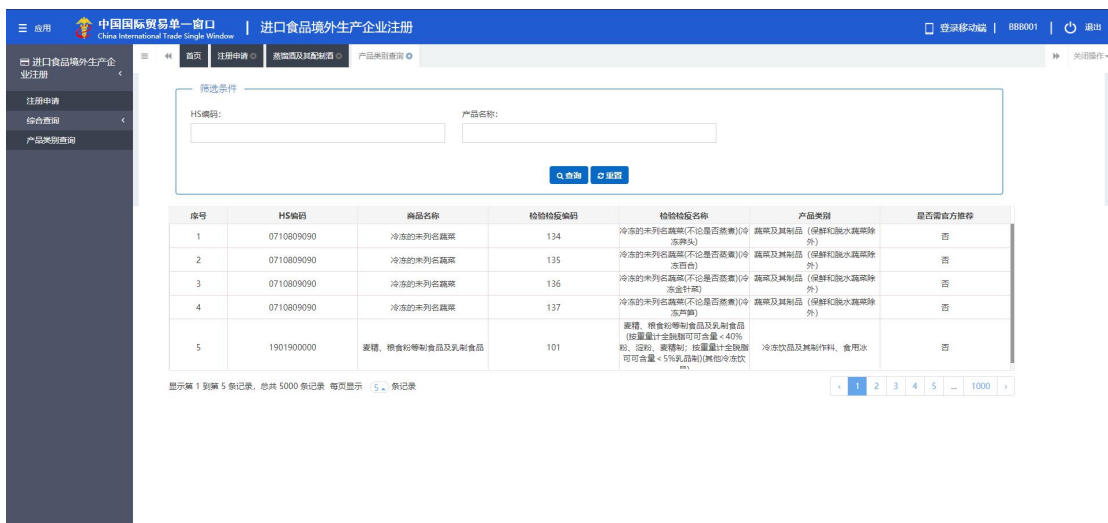 应用
中国国际贸易单一窗口
China International Trade Single Window
进口食品境外生产企业注册
登录移动端
BBB001
退出
进口食品境外生产企
业注册
首页
注册申请
蒸馏酒及其配制酒
产品类别查询
关闭操作
注册申请
综合查询
产品类别查询
筛选条件
HS编码:
产品名称:
查询
重置
序号 HS编码 商品名称 检验检疫编码 检验检疫名称 产品类别 是否需官方推荐
1 0710809090 冷冻的未列名蔬菜 134 冷冻的未列名蔬菜(不论是否蒸煮)(冷 蔬菜及其制品（保鲜和脱水蔬菜除 否
冻荞头) 外）
2 0710809090 冷冻的未列名蔬菜 135 冷冻的未列名蔬菜(不论是否蒸煮)(冷 蔬菜及其制品（保鲜和脱水蔬菜除 否
冻百合) 外）
3 0710809090 冷冻的未列名蔬菜 136 冷冻的未列名蔬菜(不论是否蒸煮)(冷 蔬菜及其制品（保鲜和脱水蔬菜除 否
冻金针菜) 外）
4 0710809090 冷冻的未列名蔬菜 137 冷冻的未列名蔬菜(不论是否蒸煮)(冷 蔬菜及其制品（保鲜和脱水蔬菜除 否
冻芦笋) 外）
麦精、粮食粉等制食品及乳制食品
(按重量计全脱脂可可含量<40%
5 1901900000 麦精、粮食粉等制食品及乳制食品 101 粉、淀粉、麦精制；按重量计全脱脂 冷冻饮品及其制作料、食用冰 否
可可含量<5%乳品制)(其他冷冻饮
显示第 1 到第 5 条记录，总共 5000 条记录 每页显示 5 条记录
‹ 1 2 3 4 5 ... 1000 ›